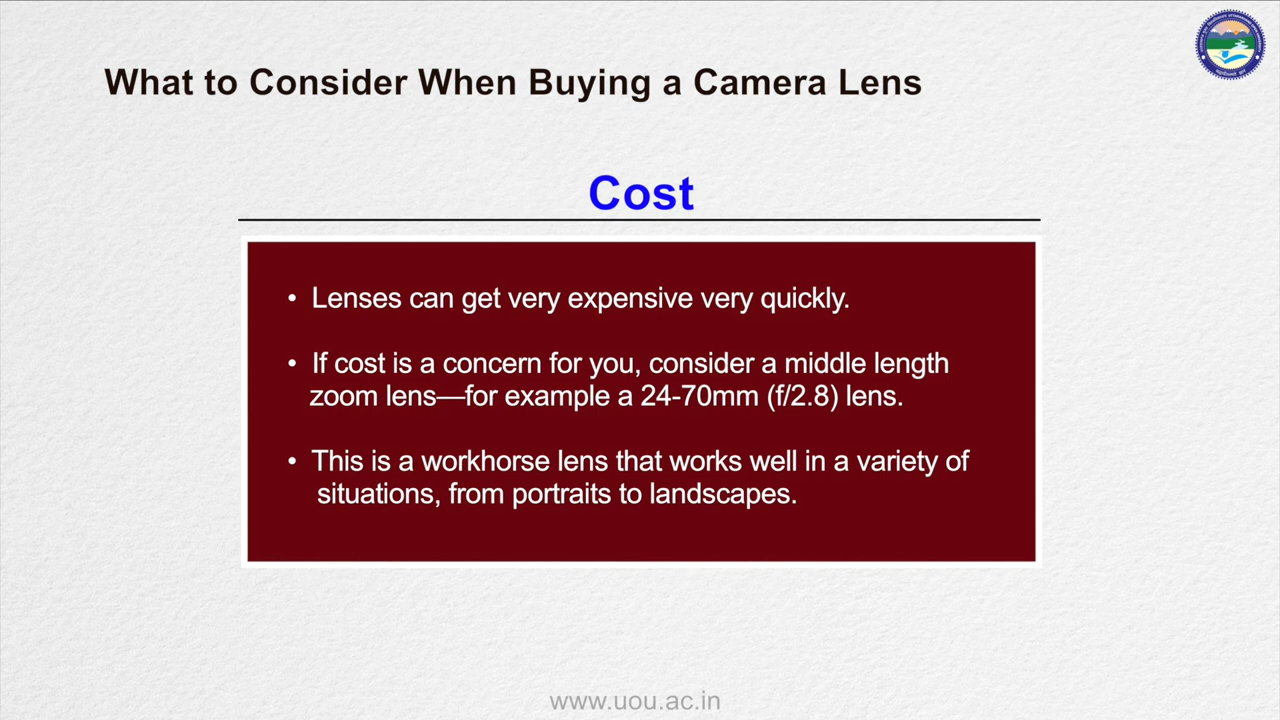 What to Consider When Buying a Camera Lens
Cost
• Lenses can get very expensive very quickly.
• If cost is a concern for you, consider a middle length
zoom lens—for example a 24-70mm (f/2.8) lens.
• This is a workhorse lens that works well in a variety of
situations, from portraits to landscapes.
www.uou.ac.in